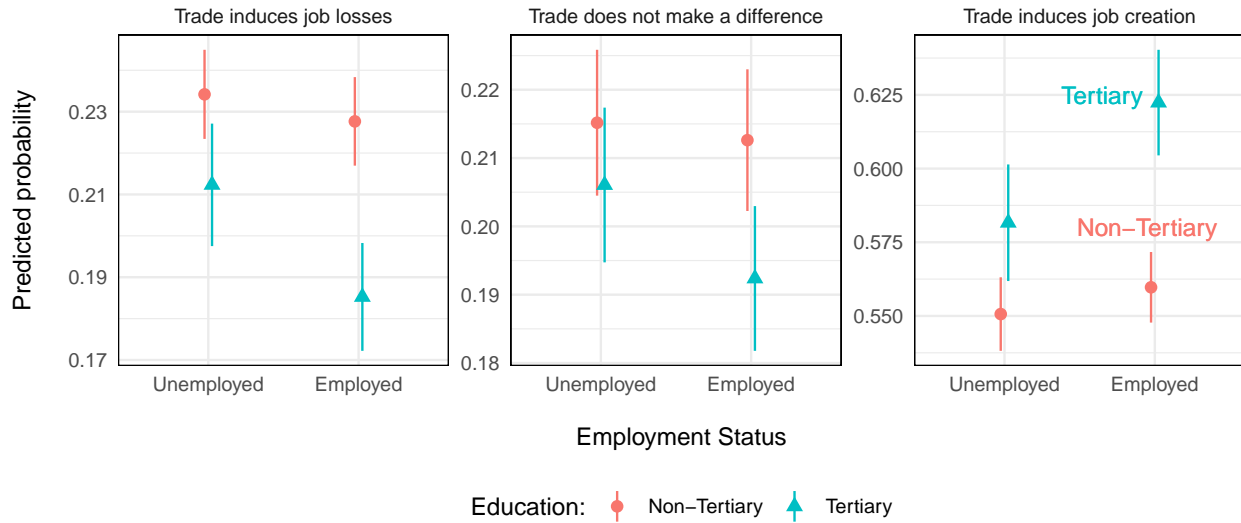 Trade induces job losses
Trade does not make a difference
Trade induces job creation
Predicted probability
0.23
0.21
0.19
0.17
0.22
0.21
0.20
0.19
0.18
0.625
0.600
0.575
0.550
Tertiary
Non−Tertiary
Unemployed Employed
Unemployed Employed
Unemployed Employed
Employment Status
Education: Non−Tertiary Tertiary